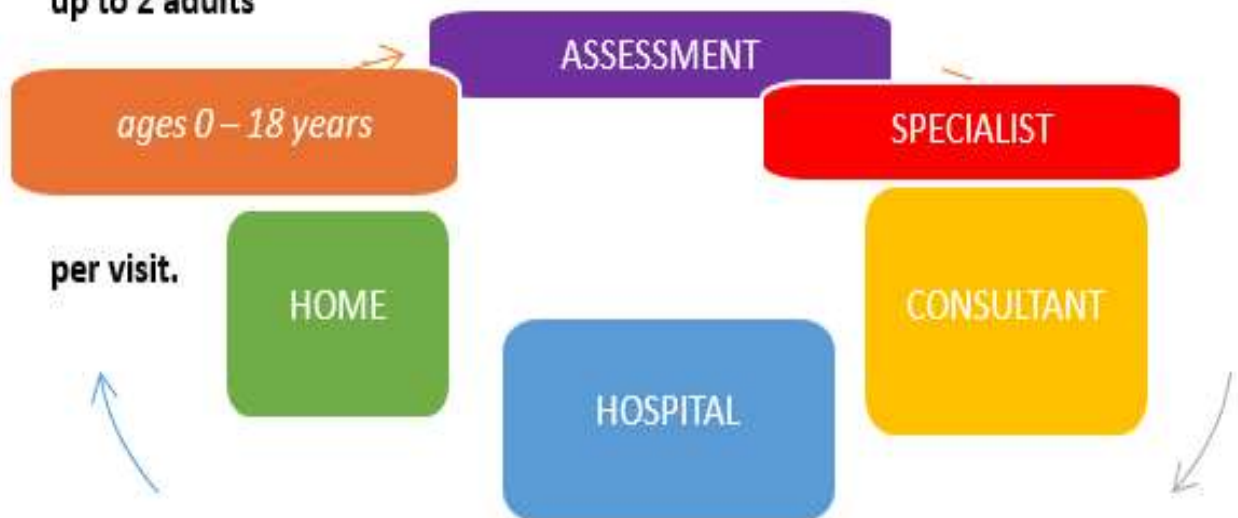 up to 2 adults
ASSESSMENT
ages 0 – 18 years
SPECIALIST
per visit.
HOME
CONSULTANT
HOSPITAL